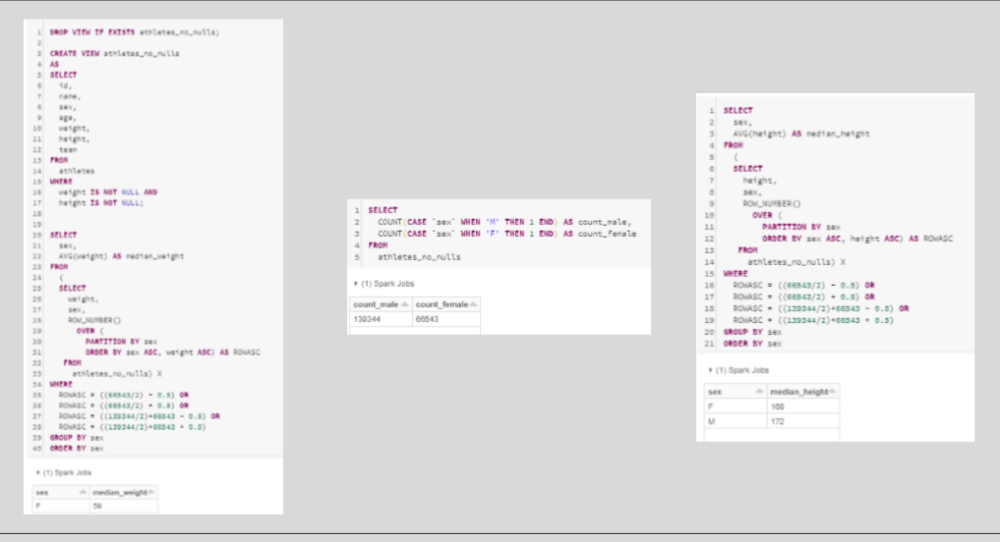 1 DROP VIEW IF EXISTS athletes_no_nulls;
2
3 CREATE VIEW athletes_no_nulls
4 AS
5 SELECT
6 id,
7 name,
8 sex,
9 age,
10 weight,
11 height,
12 team
13 FROM
14 athletes
15 WHERE
16 weight IS NOT NULL AND
17 height IS NOT NULL;
18
19
20 SELECT
21 sex,
22 AVG(weight) AS median_weight
23 FROM
24 (
25 SELECT
26 weight,
27 sex,
28 ROW_NUMBER()
29 OVER (
30 PARTITION BY sex
31 ORDER BY sex ASC, weight ASC) AS ROWASC
32 FROM
33 athletes_no_nulls) X
34 WHERE
35 ROWASC = ((66543/2) - 0.5) OR
36 ROWASC = ((66543/2) + 0.5) OR
37 ROWASC = ((139344/2)+66543 - 0.5) OR
38 ROWASC = ((139344/2)+66543 + 0.5)
39 GROUP BY sex
40 ORDER BY sex
(1) Spark Jobs
sex median_weight
F 59
1 SELECT
2 COUNT(CASE `sex` WHEN 'M' THEN 1 END) AS count_male,
3 COUNT(CASE `sex` WHEN 'F' THEN 1 END) AS count_female
4 FROM
5 athletes_no_nulls
(1) Spark Jobs
count_male count_female
139344 66543
1 SELECT
2 sex,
3 AVG(height) AS median_height
4 FROM
5 (
6 SELECT
7 height,
8 sex,
9 ROW_NUMBER()
10 OVER (
11 PARTITION BY sex
12 ORDER BY sex ASC, height ASC) AS ROWASC
13 FROM
14 athletes_no_nulls) X
15 WHERE
16 ROWASC = ((66543/2) - 0.5) OR
17 ROWASC = ((66543/2) + 0.5) OR
18 ROWASC = ((139344/2)+66543 - 0.5) OR
19 ROWASC = ((139344/2)+66543 + 0.5)
20 GROUP BY sex
21 ORDER BY sex
(1) Spark Jobs
sex median_height
F 168
M 172